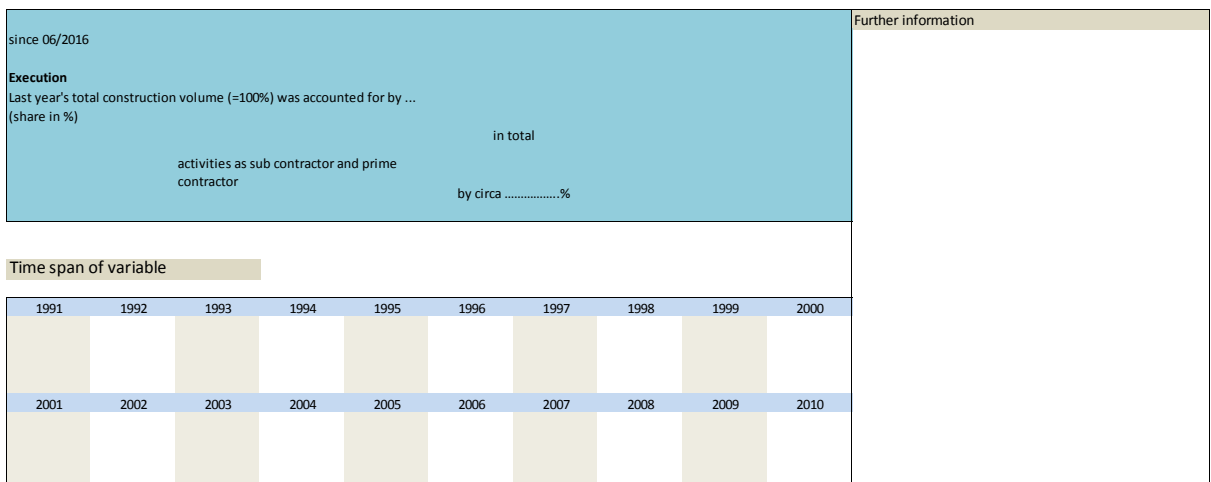 Further information
since 06/2016
Execution
Last year's total construction volume (=100%) was accounted for by ...
(share in %)
in total
activities as sub contractor and prime
contractor
by circa .................%
Time span of variable
1991 1992 1993 1994 1995 1996 1997 1998 1999 2000
2001 2002 2003 2004 2005 2006 2007 2008 2009 2010